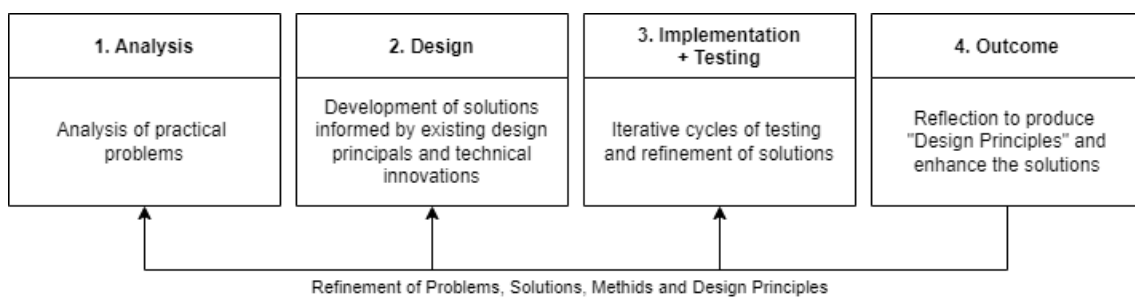 1. Analysis
Analysis of practical
problems
2. Design
Development of solutions
informed by existing design
principals and technical
innovations
3. Implementation
+ Testing
Iterative cycles of testing
and refinement of solutions
4. Outcome
Reflection to produce
"Design Principles" and
enhance the solutions
Refinement of Problems, Solutions, Methids and Design Principles